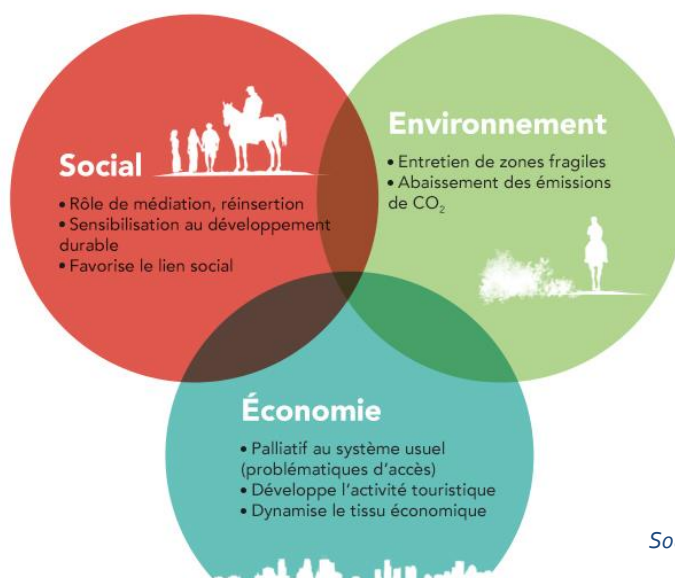 Social
• Rôle de médiation, réinsertion
• Sensibilisation au développement
durable
• Favorise le lien social
Environnement
• Entretien de zones fragiles
• Abaissement des émissions
de CO₂
Économie
• Palliatif au système usuel
(problématiques d'accès)
• Développe l'activité touristique
• Dynamise le tissu économique